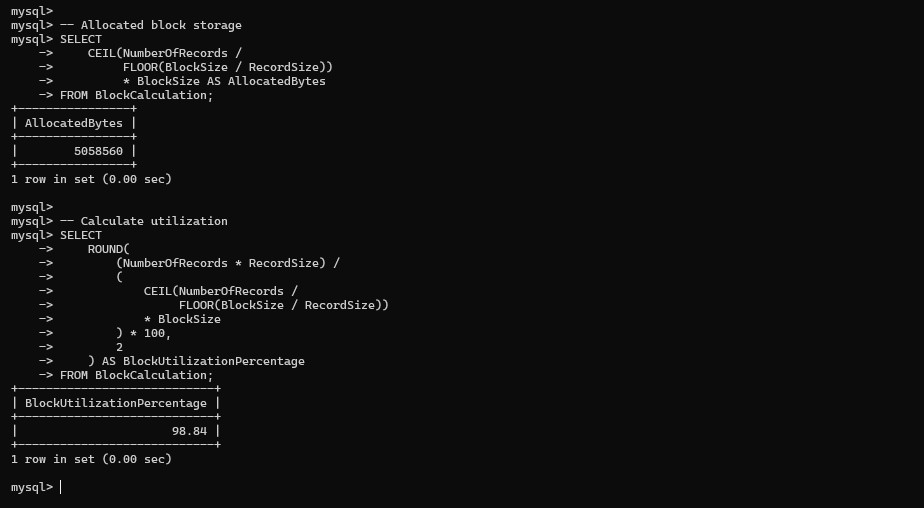 mysql>
mysql> -- Allocated block storage
mysql> SELECT
    ->     CEIL(NumberOfRecords /
    ->          FLOOR(BlockSize / RecordSize))
    ->          * BlockSize AS AllocatedBytes
    -> FROM BlockCalculation;
+----------------+
| AllocatedBytes |
+----------------+
|        5058560 |
+----------------+
1 row in set (0.00 sec)

mysql>
mysql> -- Calculate utilization
mysql> SELECT
    ->     ROUND(
    ->         (NumberOfRecords * RecordSize) /
    ->         (
    ->             CEIL(NumberOfRecords /
    ->                  FLOOR(BlockSize / RecordSize))
    ->             * BlockSize
    ->         ) * 100,
    ->         2
    ->     ) AS BlockUtilizationPercentage
    -> FROM BlockCalculation;
+----------------------------+
| BlockUtilizationPercentage |
+----------------------------+
|                      98.84 |
+----------------------------+
1 row in set (0.00 sec)

mysql>